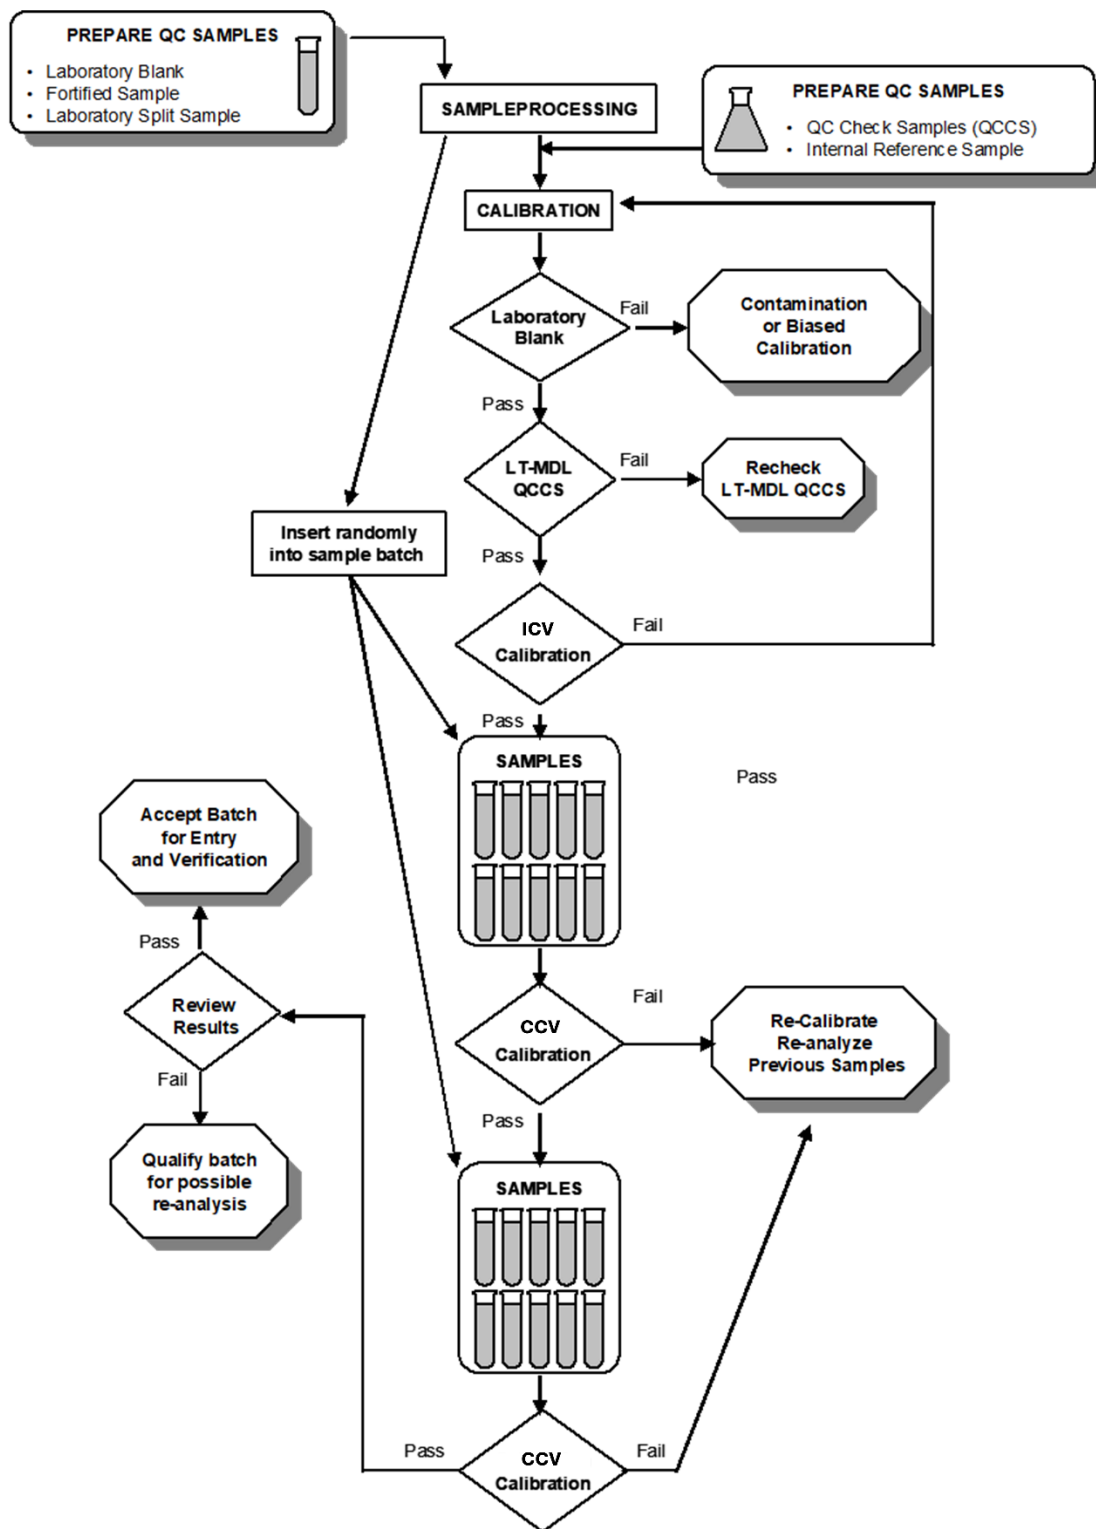 PREPARE QC SAMPLES
• Laboratory Blank
• Fortified Sample
• Laboratory Split Sample
SAMPLEPROCESSING
PREPARE QC SAMPLES
• QC Check Samples (QCCS)
• Internal Reference Sample
CALIBRATION
Laboratory
Blank
Fail
Contamination
or Biased
Calibration
Pass
LT-MDL
QCCS
Fail
Recheck
LT-MDL QCCS
Insert randomly
into sample batch
Pass
ICV
Calibration
Fail
Pass
SAMPLES
Pass
Accept Batch
for Entry
and Verification
Pass
Review
Results
Fail
Qualify batch
for possible
re-analysis
CCV
Calibration
Fail
Re-Calibrate
Re-analyze
Previous Samples
Pass
SAMPLES
Pass
CCV
Calibration
Fail